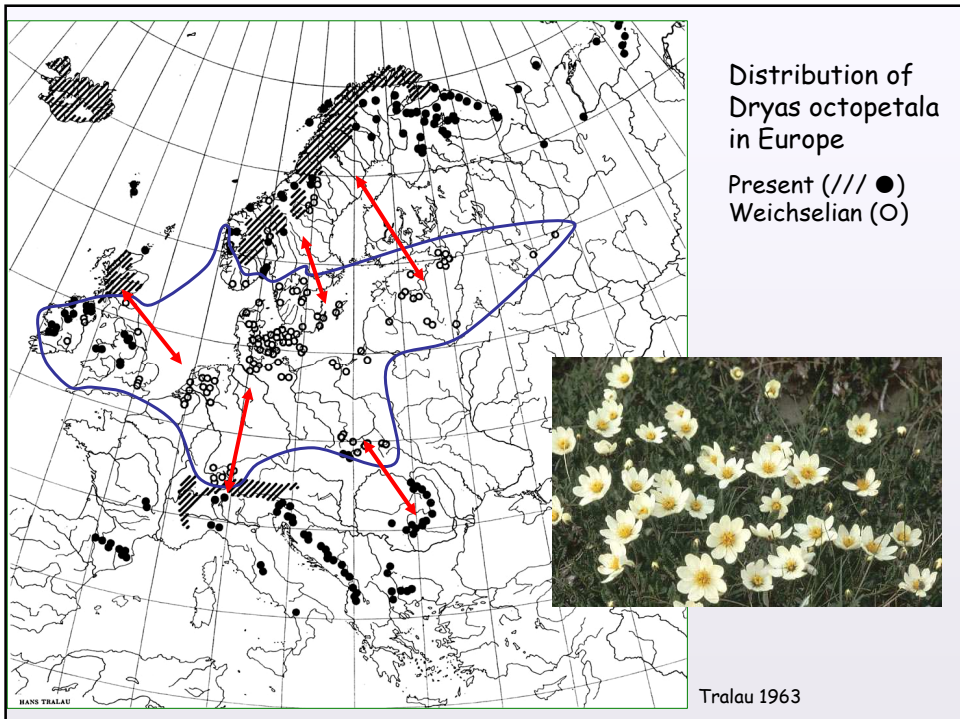 Distribution of
Dryas octopetala
in Europe
Present (/// ●)
Weichselian (O)
HANS TRALAU
Tralau 1963